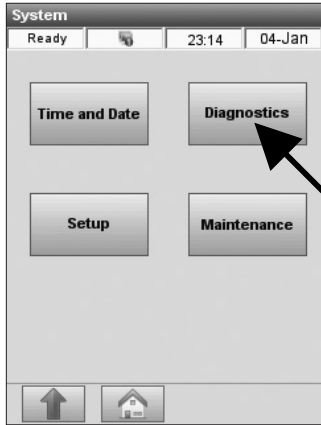 System
Ready 23:14 04-Jan
Time and Date Diagnostics
Setup Maintenance